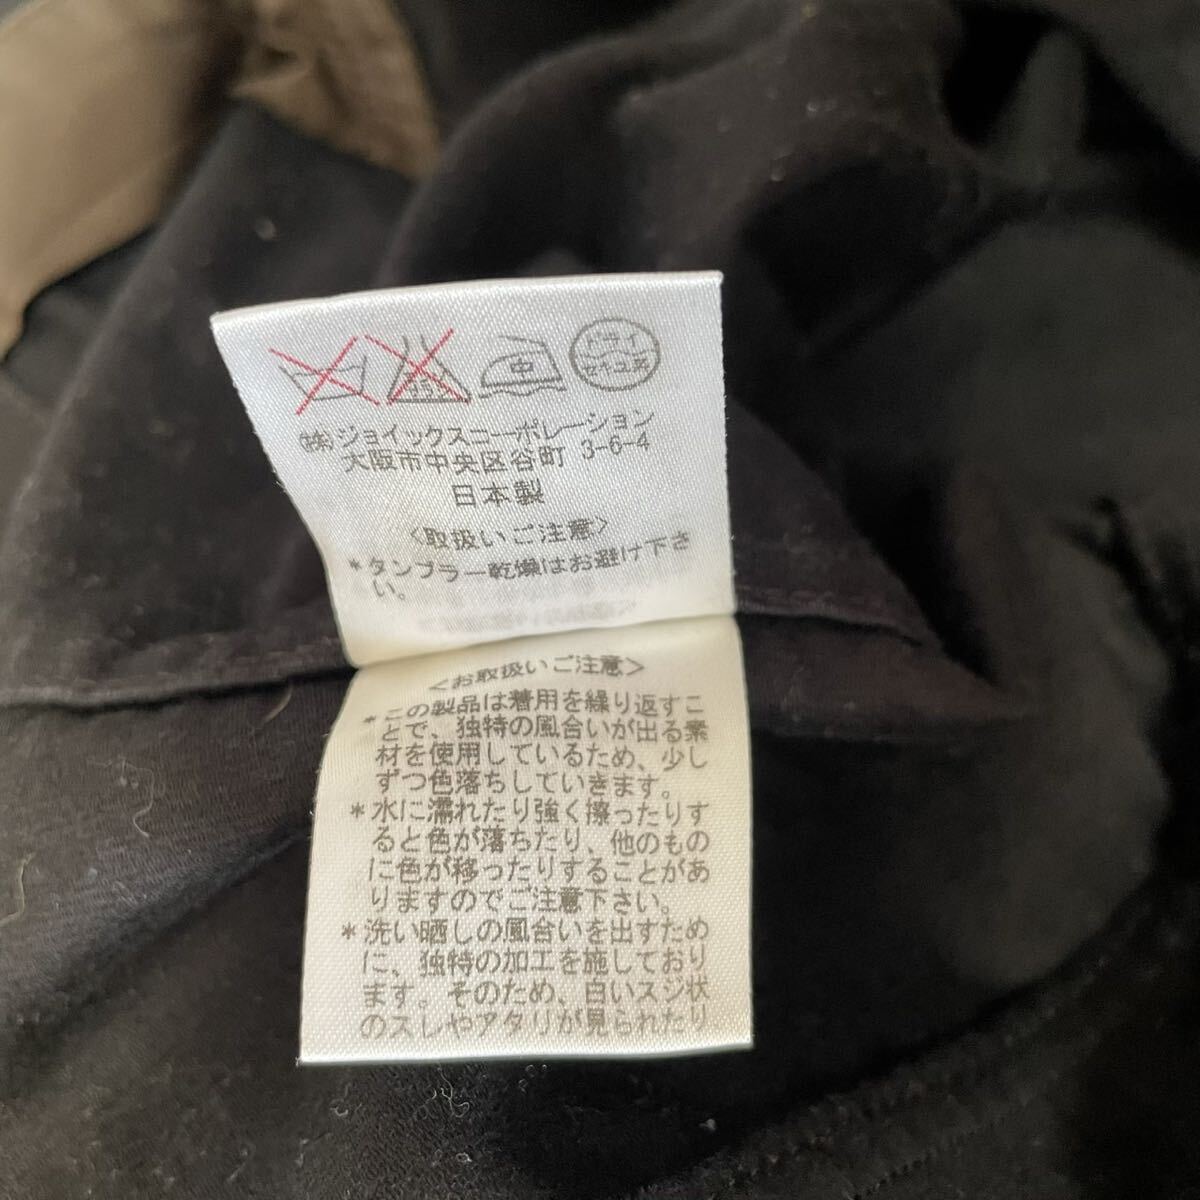 エンソ
中
ドライ
セキユ系
(株)ジョイックスコーポレーション
大阪市中央区谷町 3-6-4
日本製
〈取扱いご注意〉
*タンブラー乾燥はお避け下さ
い。
〈お取扱いご注意〉
*この製品は着用を繰り返すこ
とで、独特の風合いが出る素
材を使用しているため、少し
ずつ色落ちしていきます。
*水に濡れたり強く擦ったりす
ると色が落ちたり、他のもの
に色が移ったりすることがあ
りますのでご注意下さい。
*洗い晒しの風合いを出すため
に、独特の加工を施しており
ます。そのため、白いスジ状
のスレやアタリが見られたり